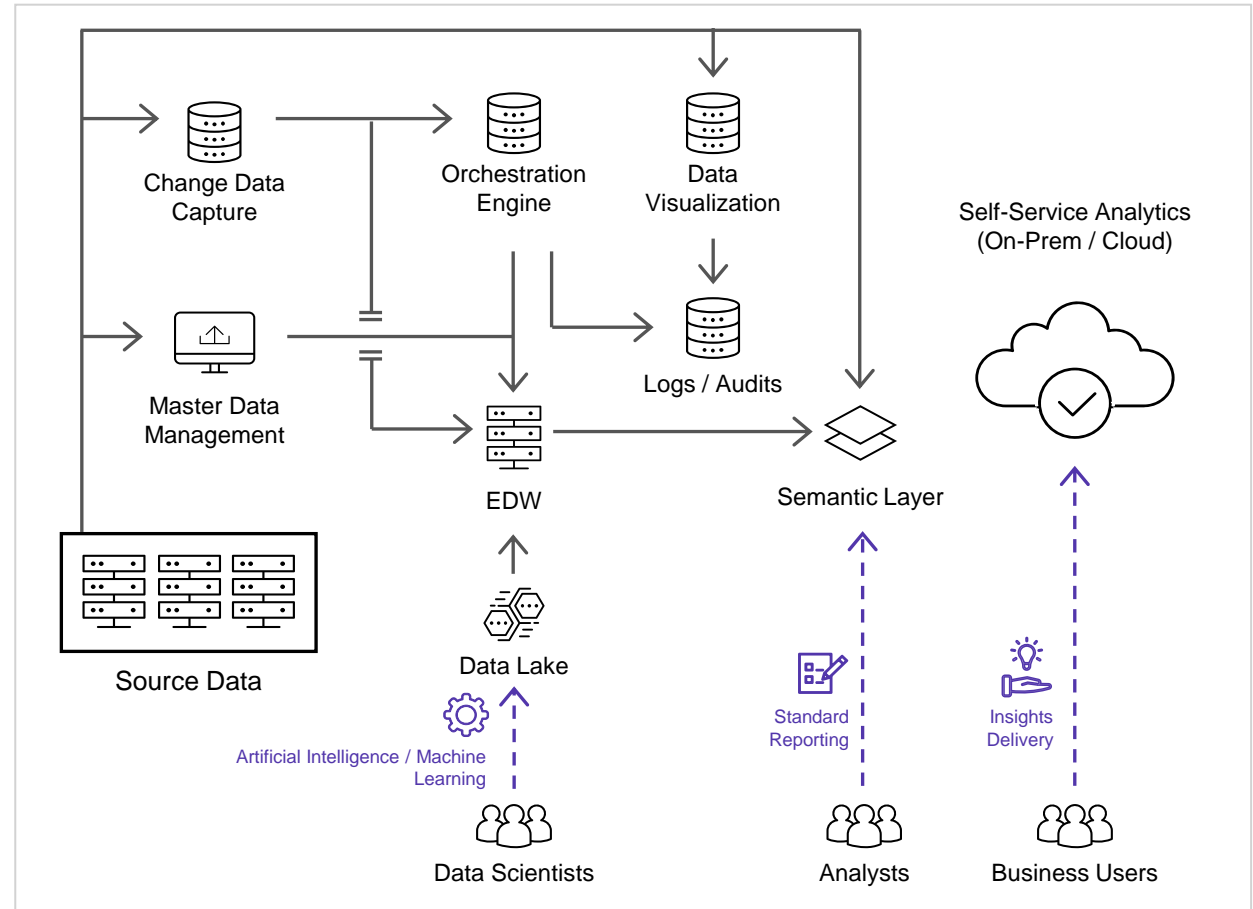 Change Data
Capture
Orchestration
Engine
Data
Visualization
Self-Service Analytics
(On-Prem / Cloud)
Master Data
Management
Logs / Audits
EDW
Semantic Layer
Source Data
Data Lake
Artificial Intelligence / Machine
Learning
Standard
Reporting
Insights
Delivery
Data Scientists
Analysts
Business Users